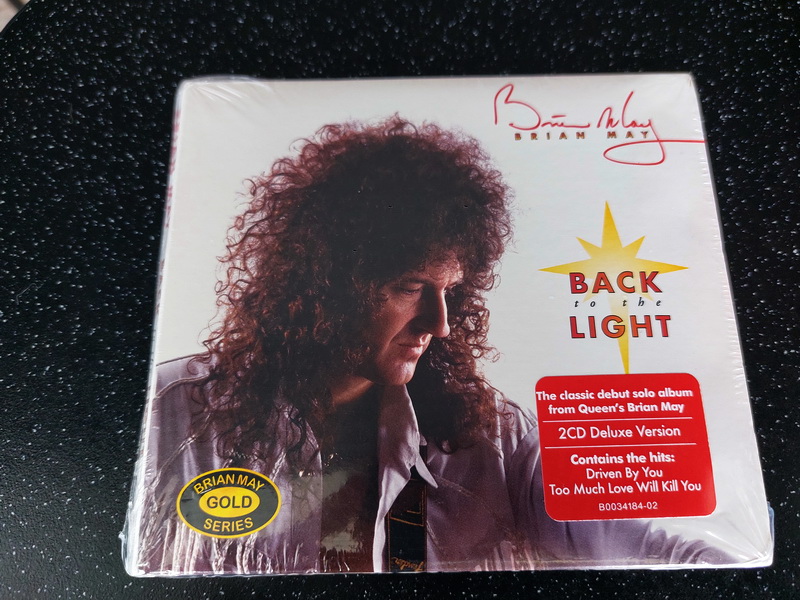 Brian May
BRIAN MAY
BACK
to the
LIGHT
The classic debut solo album
from Queen's Brian May
2CD Deluxe Version
Contains the hits:
Driven By You
Too Much Love Will Kill You
B0034184-02
BRIAN MAY
GOLD
SERIES